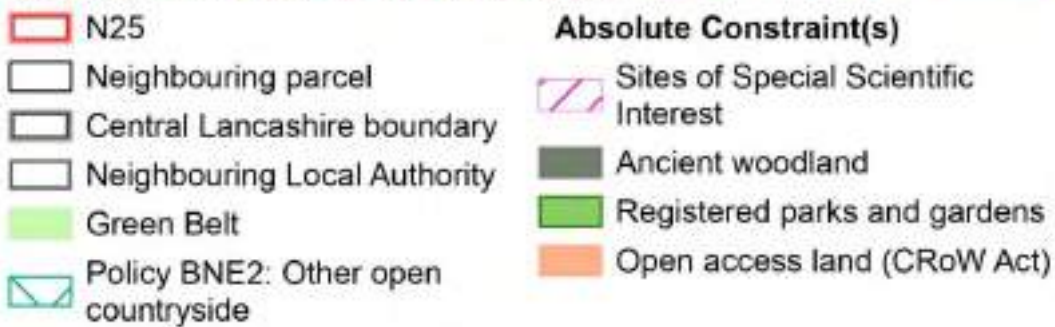 N25
Neighbouring parcel
Central Lancashire boundary
Neighbouring Local Authority
Green Belt
Policy BNE2: Other open
countryside
Absolute Constraint(s)
Sites of Special Scientific
Interest
Ancient woodland
Registered parks and gardens
Open access land (CRoW Act)